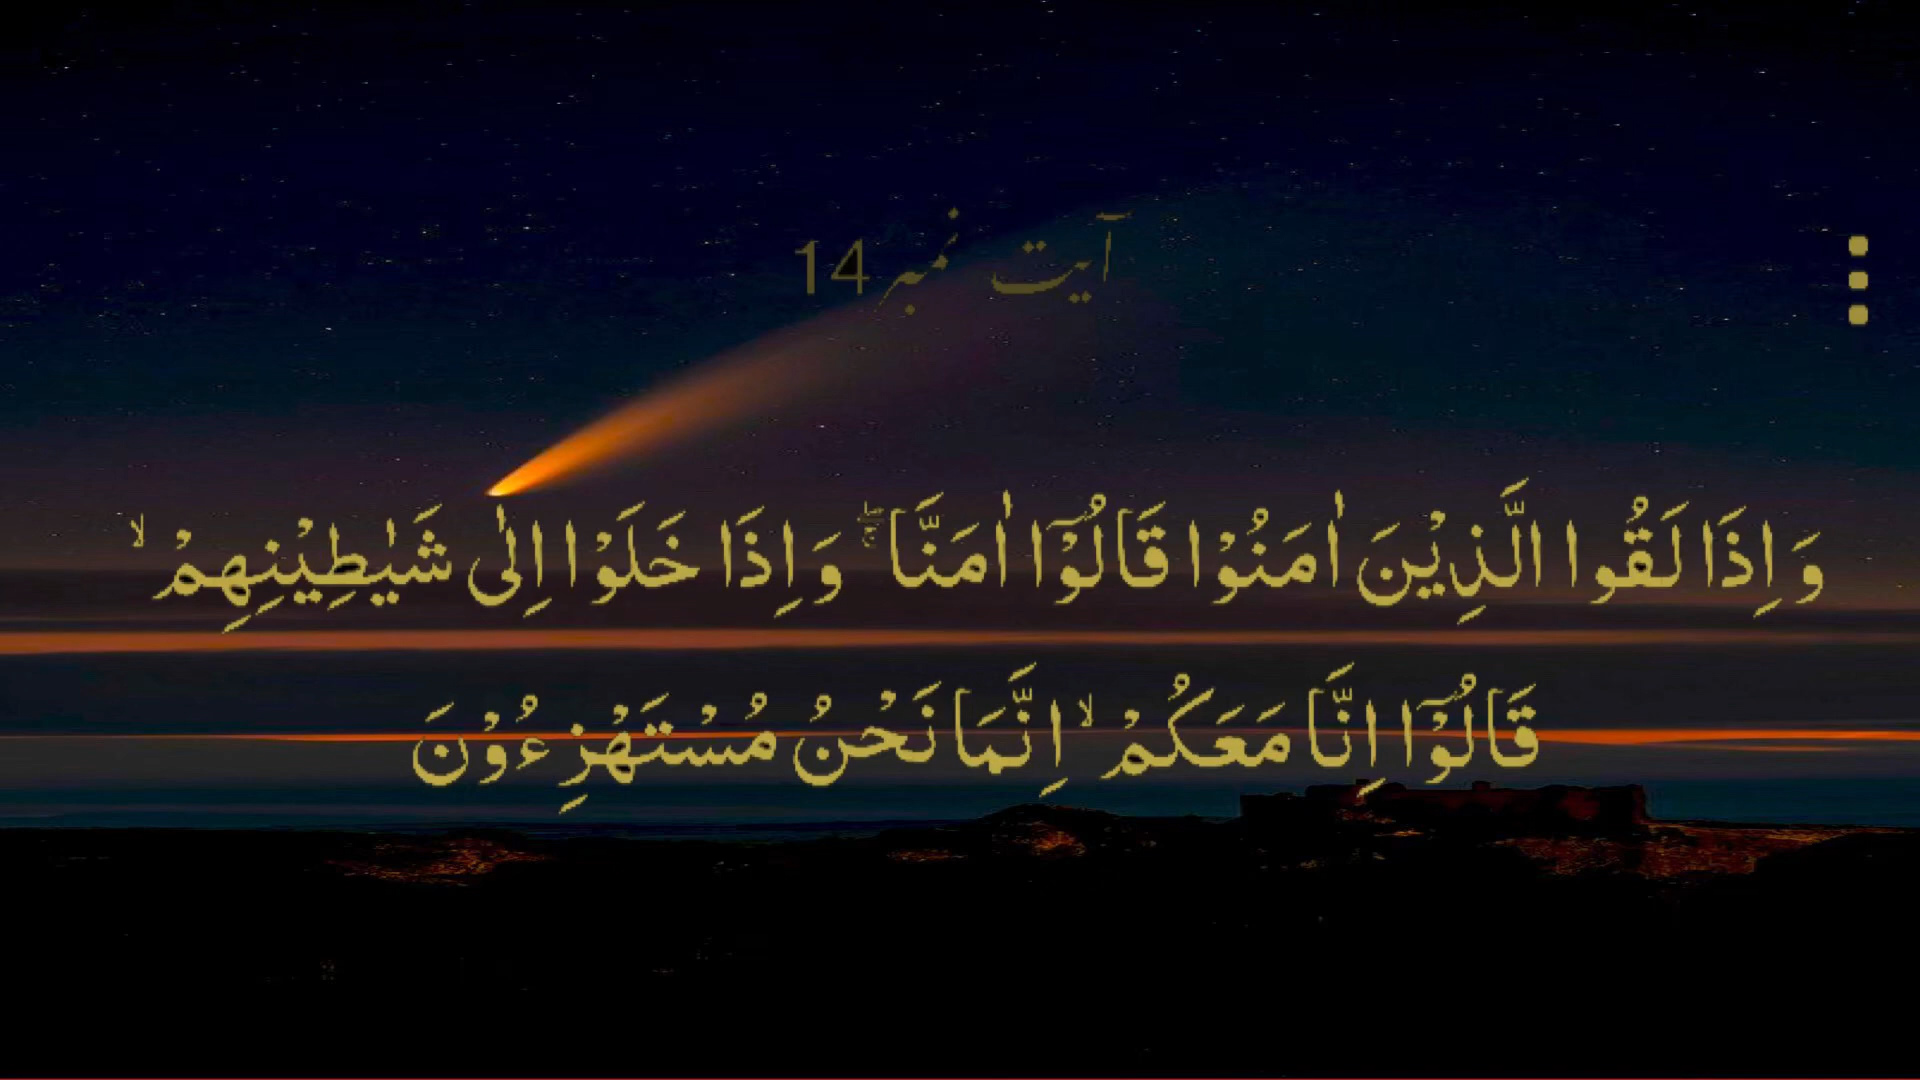 آیت نمبر 14
وَ اِذَا لَقُوا الَّذِیْنَ اٰمَنُوْا قَالُوْۤا اٰمَنَّا ۚۖ وَ اِذَا خَلَوْا اِلٰى شَیٰطِیْنِهِمْ ۙ
قَالُوْۤا اِنَّا مَعَكُمْ ۙ اِنَّمَا نَحْنُ مُسْتَهْزِءُوْنَ